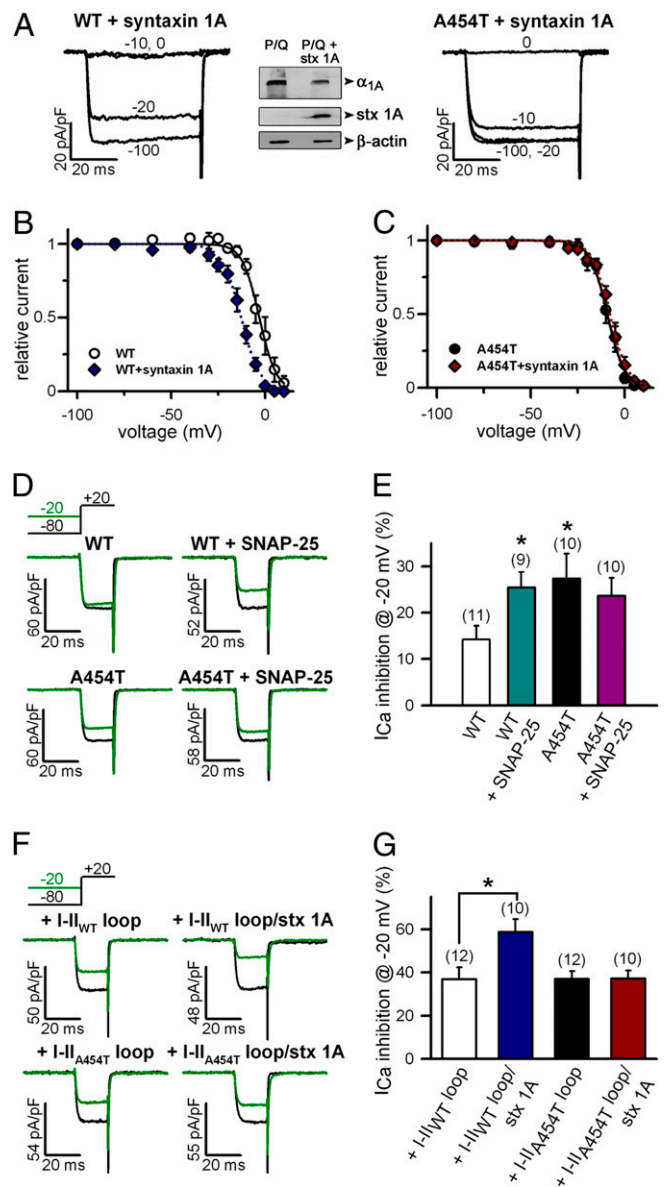 A
WT + syntaxin 1A
-10, 0
-20
-100
20 pA/pF
20 ms
P/Q
P/Q +
stx 1A
α1A
stx 1A
β-actin
A454T + syntaxin 1A
0
-10
-100, -20
20 pA/pF
20 ms
B
relative current
1
0.5
0
WT
WT+syntaxin 1A
-100
-50
0
voltage (mV)
C
relative current
1
0.5
0
A454T
A454T+syntaxin 1A
-100
-50
0
voltage (mV)
D
-20
+20
-80
WT
60 pA/pF
20 ms
WT + SNAP-25
52 pA/pF
20 ms
A454T
60 pA/pF
20 ms
A454T + SNAP-25
58 pA/pF
20 ms
E
ICa inhibition @ -20 mV (%)
30
20
10
0
(11)
*
(9)
*
(10)
(10)
WT
WT
+ SNAP-25
A454T
A454T
+ SNAP-25
F
-20
+20
-80
+ I-IIWT loop
50 pA/pF
20 ms
+ I-IIWT loop/stx 1A
48 pA/pF
20 ms
+ I-IIA454T loop
54 pA/pF
20 ms
+ I-IIA454T loop/stx 1A
55 pA/pF
20 ms
G
ICa inhibition @ -20 mV (%)
60
40
20
0
*
(12)
(10)
(12)
(10)
+ I-IIWT loop
+ I-IIWT loop/
stx 1A
+ I-IIA454T loop
+ I-IIA454T loop/
stx 1A